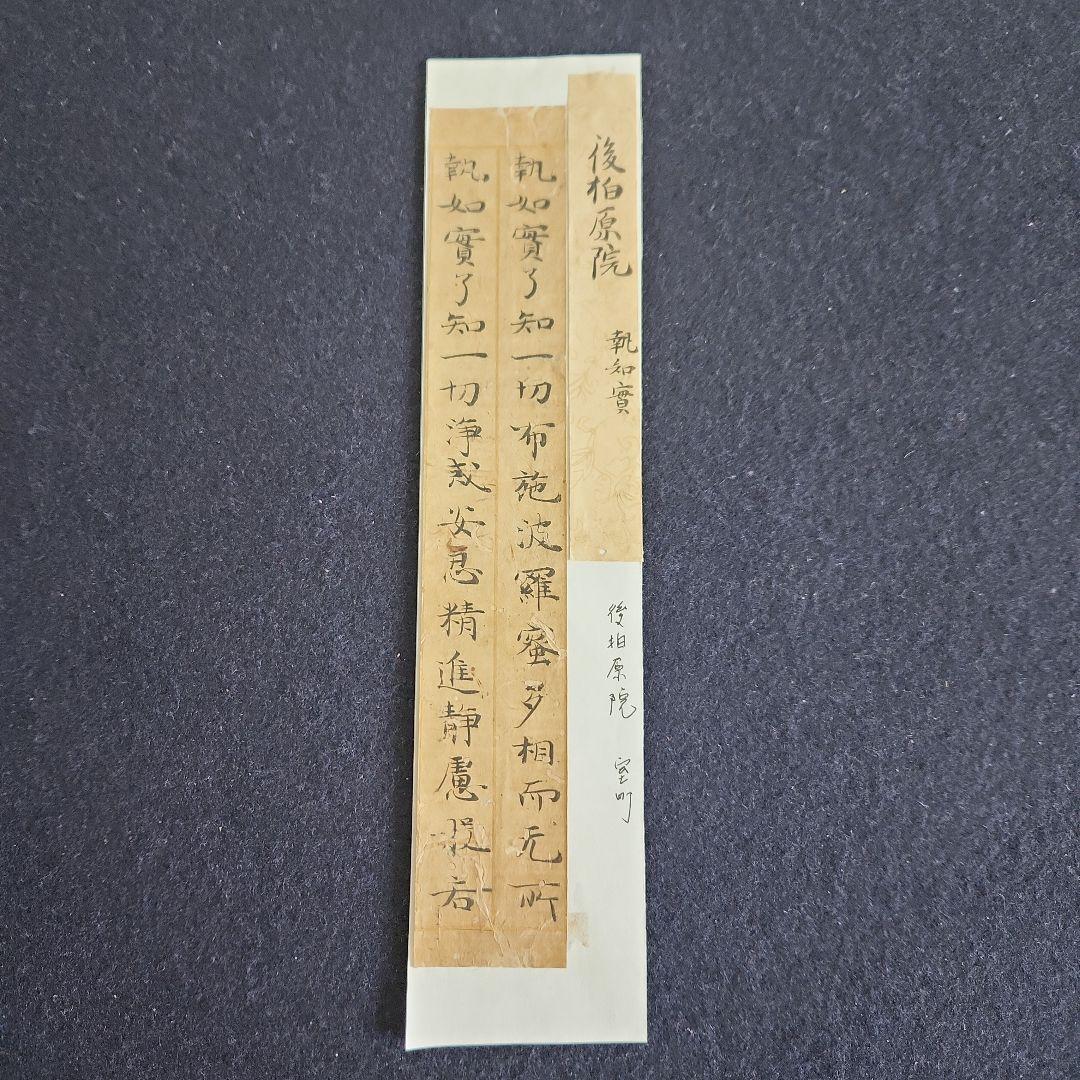 後柏原院
執知實
後柏原院 室町
執如實了知一切布施波羅蜜多相而无所
執如實了知一切淨戒安忍精進靜慮般若